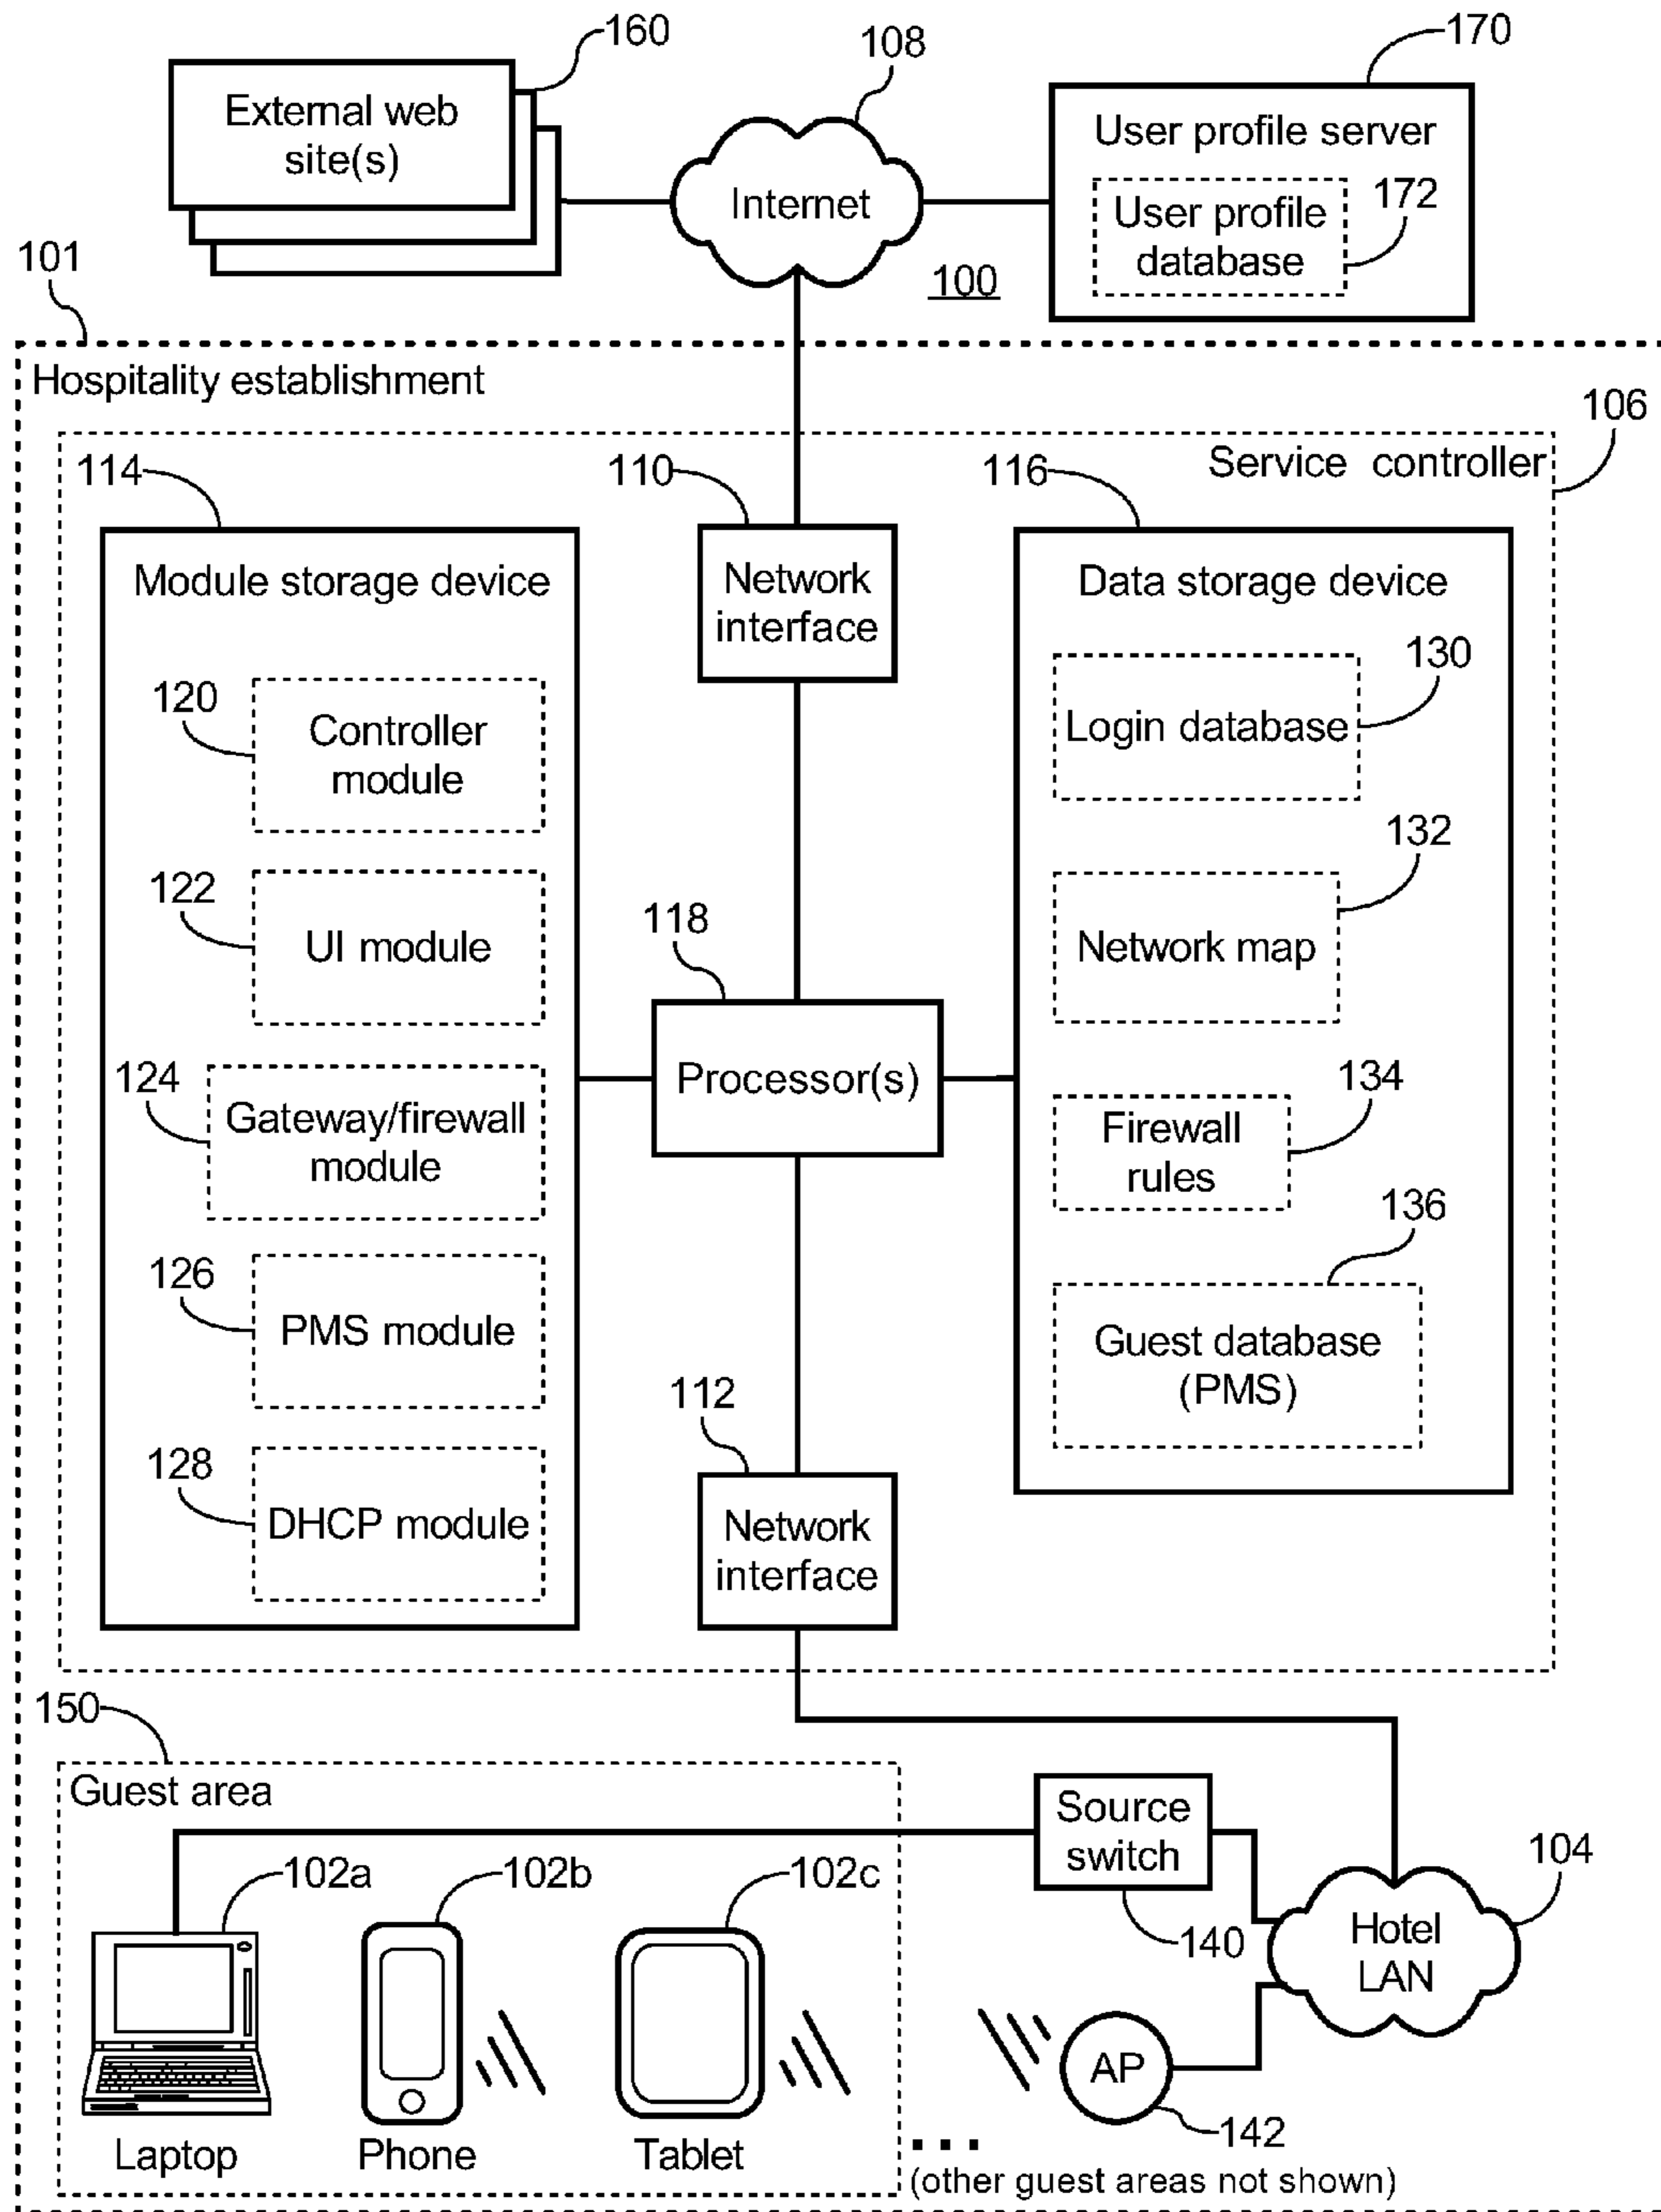 160
108
170
External web
site(s)
Internet
User profile server
User profile
database
172
101
100
Hospitality establishment
106
Service controller
114
110
116
Module storage device
Network
interface
Data storage device
130
Login database
120
Controller
module
132
Network map
122
UI module
118
Processor(s)
124
Gateway/firewall
module
134
Firewall
rules
136
126
PMS module
Guest database
(PMS)
112
128
DHCP module
Network
interface
150
Guest area
Source
switch
102a
102b
102c
104
140
Hotel
LAN
AP
142
Laptop
Phone
Tablet
...
(other guest areas not shown)